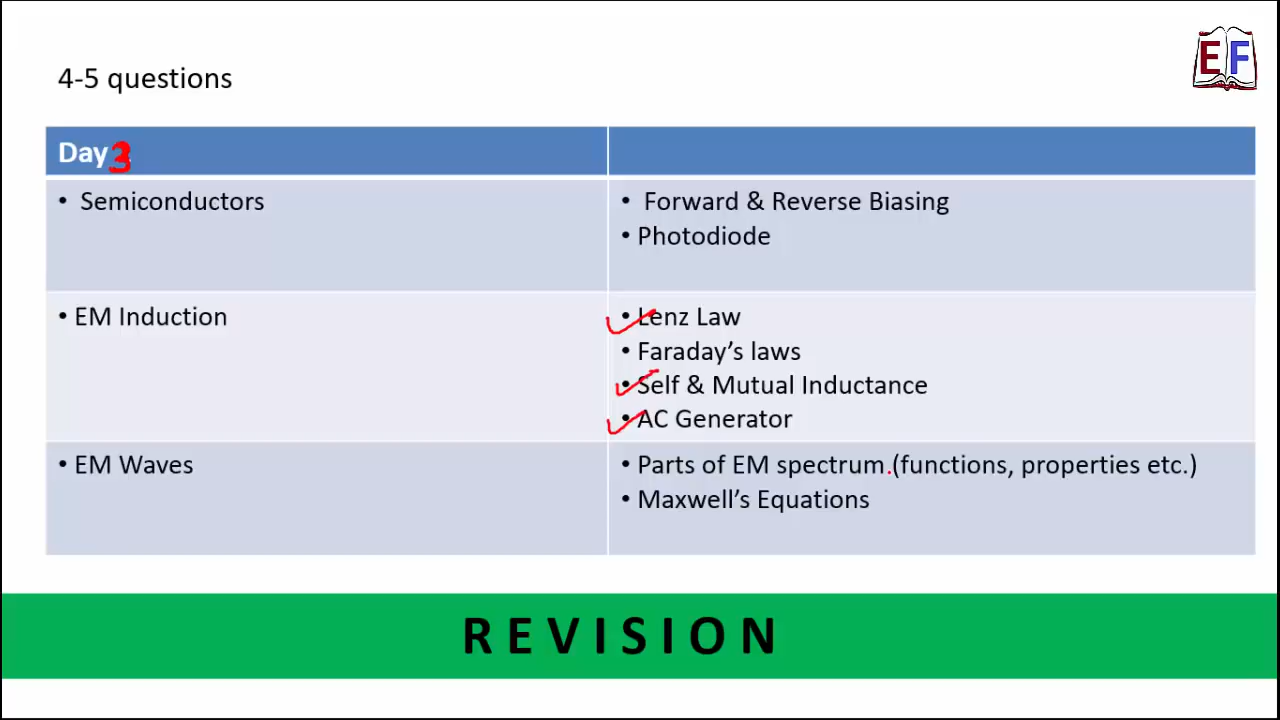 EF
4-5 questions
Day 3
• Semiconductors
• Forward & Reverse Biasing
• Photodiode
• EM Induction
• Lenz Law
• Faraday’s laws
• Self & Mutual Inductance
• AC Generator
• EM Waves
• Parts of EM spectrum.(functions, properties etc.)
• Maxwell’s Equations
REVISION